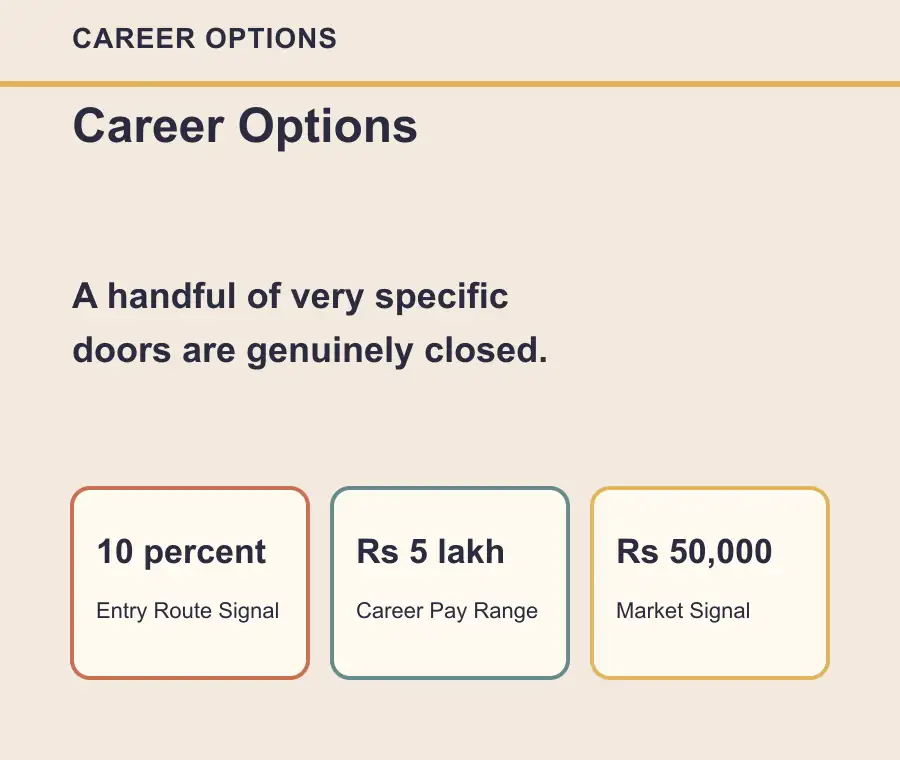 CAREER OPTIONS
Career Options
A handful of very specific
doors are genuinely closed.
10 percent
Entry Route Signal
Rs 5 lakh
Career Pay Range
Rs 50,000
Market Signal